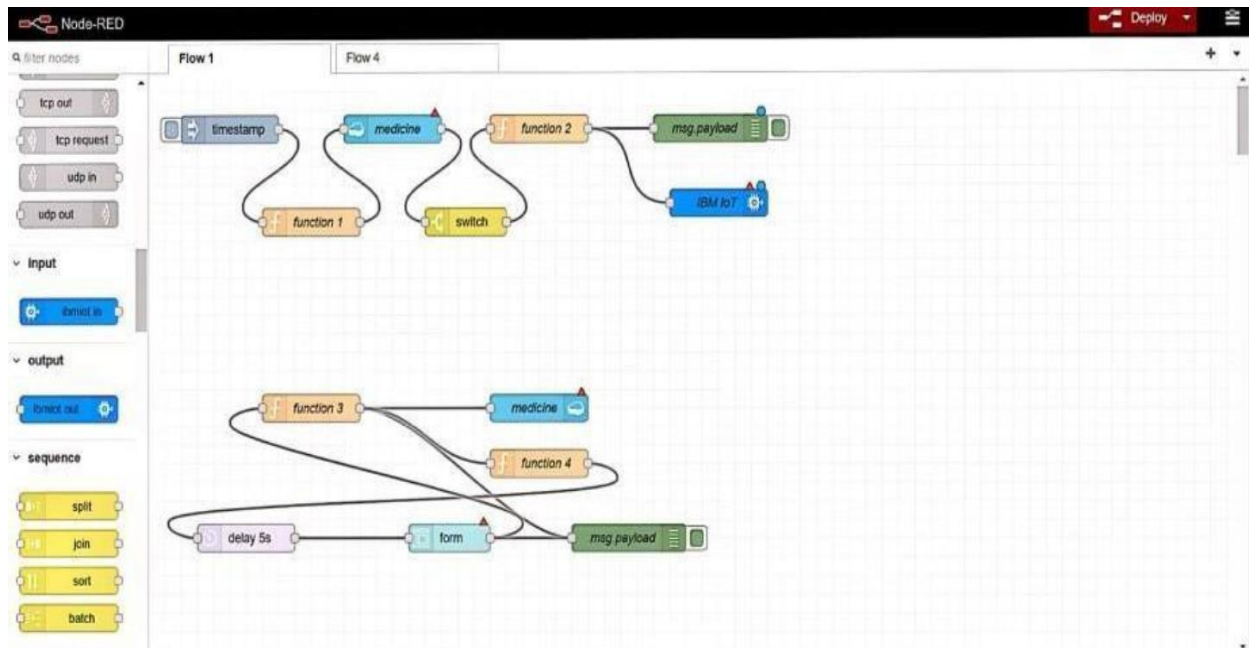 Node-RED
Deploy
filter nodes
Flow 1
Flow 4
tcp out
tcp request
udp in
udp out
input
ibmiot in
output
ibmiot out
sequence
split
join
sort
batch
timestamp
medicine
function 2
msg.payload
function 1
switch
IBM IoT
function 3
medicine
function 4
delay 5s
form
msg.payload